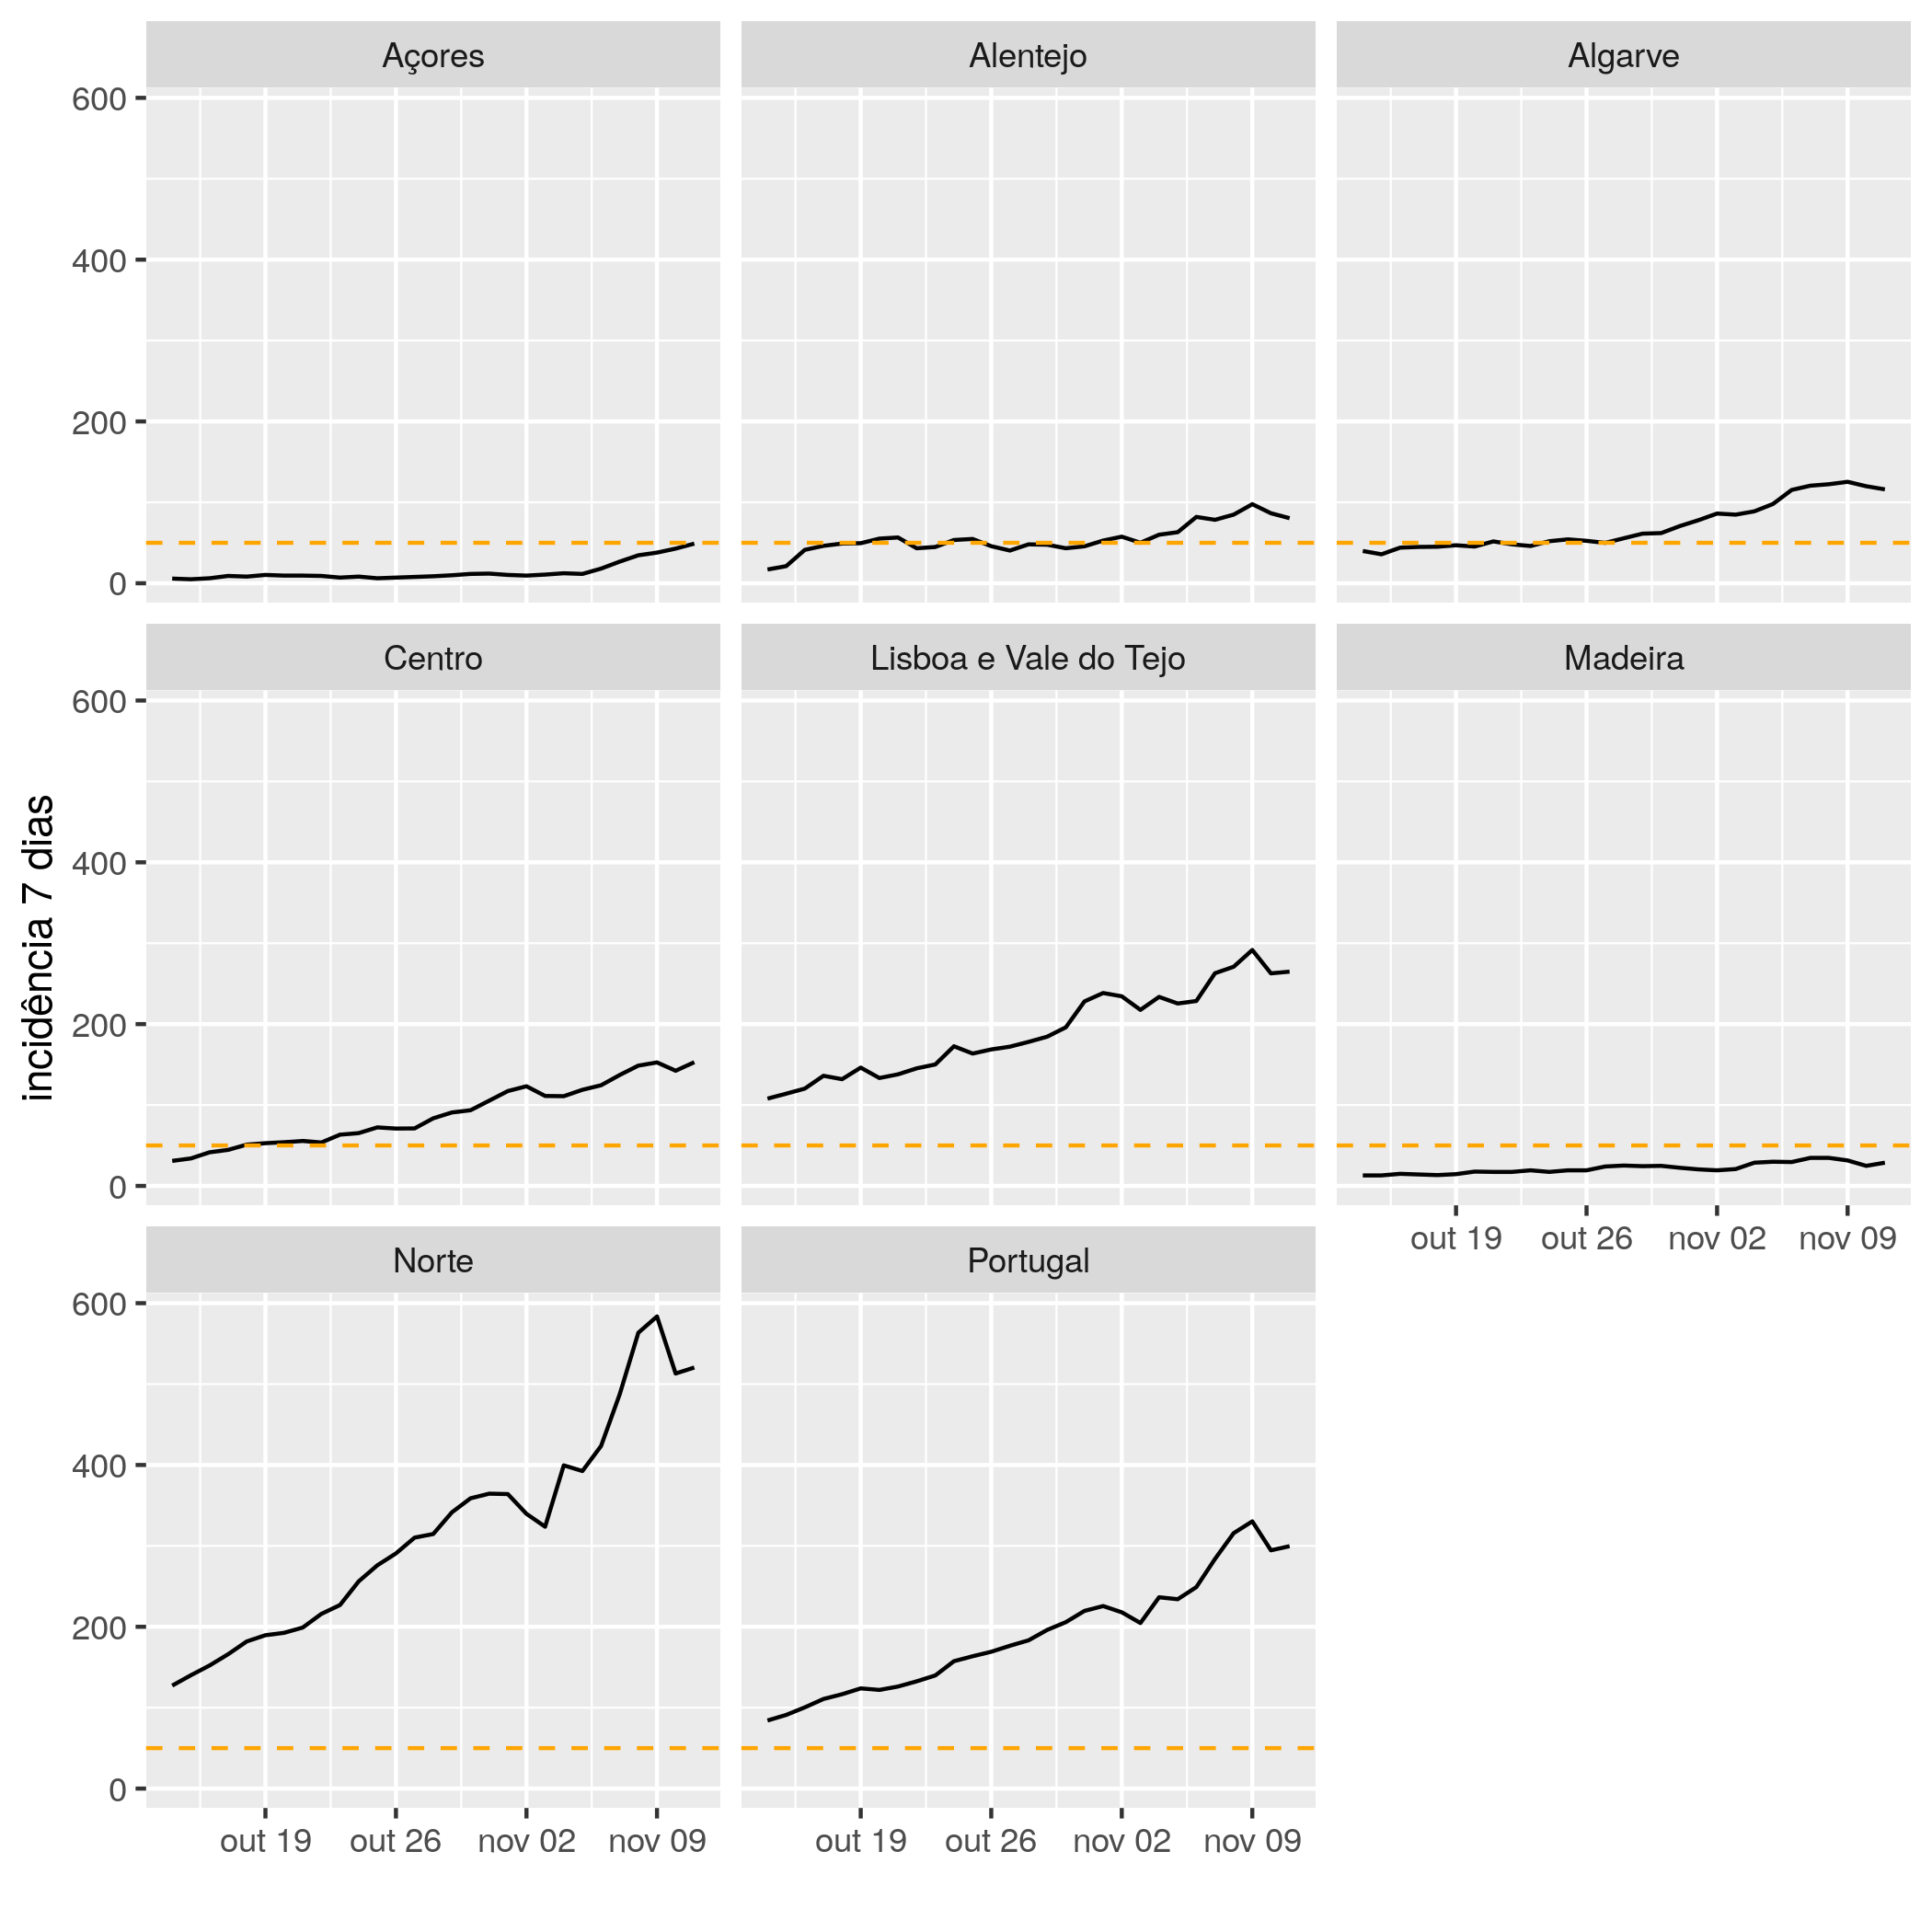 Açores
Alentejo
Algarve
600
400
200
0
Centro
Lisboa e Vale do Tejo
Madeira
600
400
200
0
out 19 out 26 nov 02 nov 09
Norte
Portugal
600
400
200
0
out 19 out 26 nov 02 nov 09
out 19 out 26 nov 02 nov 09
incidência 7 dias